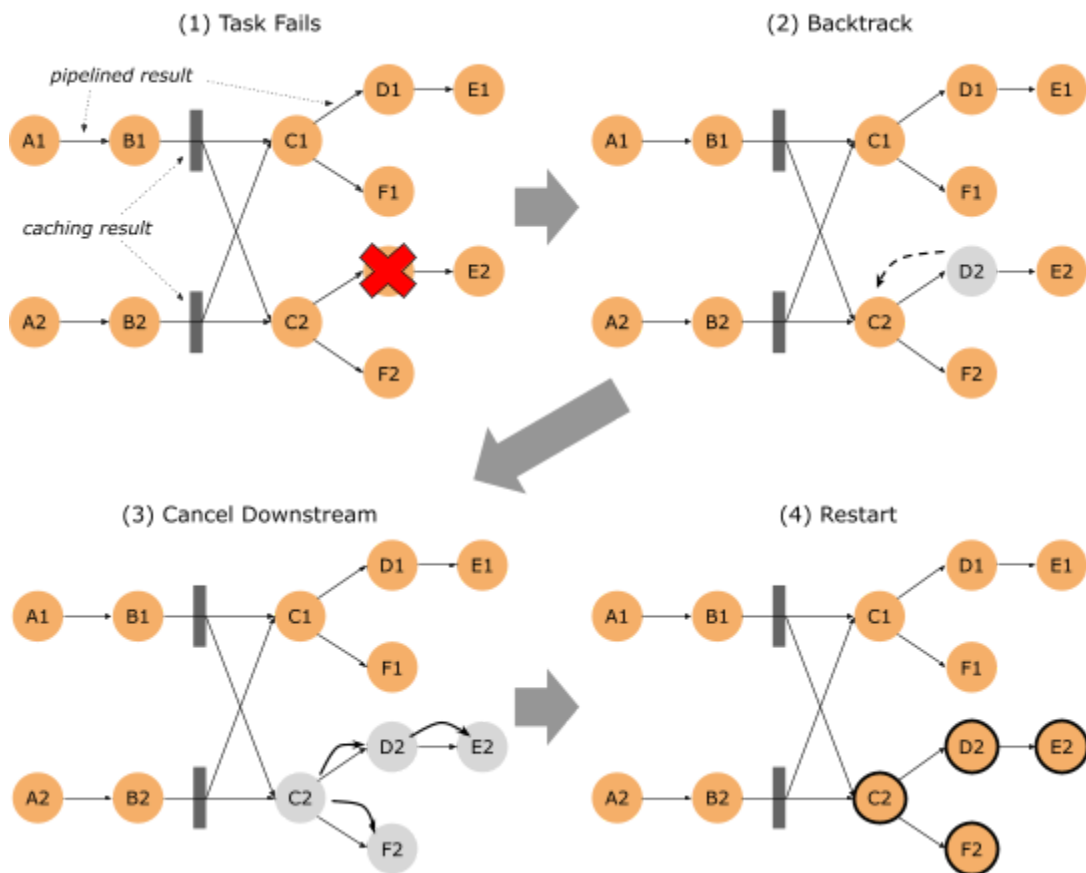 (1) Task Fails
pipelined result
D1
E1
A1
B1
C1
F1
caching result
E2
A2
B2
C2
F2
(2) Backtrack
D1
E1
A1
B1
C1
F1
D2
E2
A2
B2
C2
F2
(3) Cancel Downstream
D1
E1
A1
B1
C1
F1
D2
E2
A2
B2
C2
F2
(4) Restart
D1
E1
A1
B1
C1
F1
D2
E2
A2
B2
C2
F2